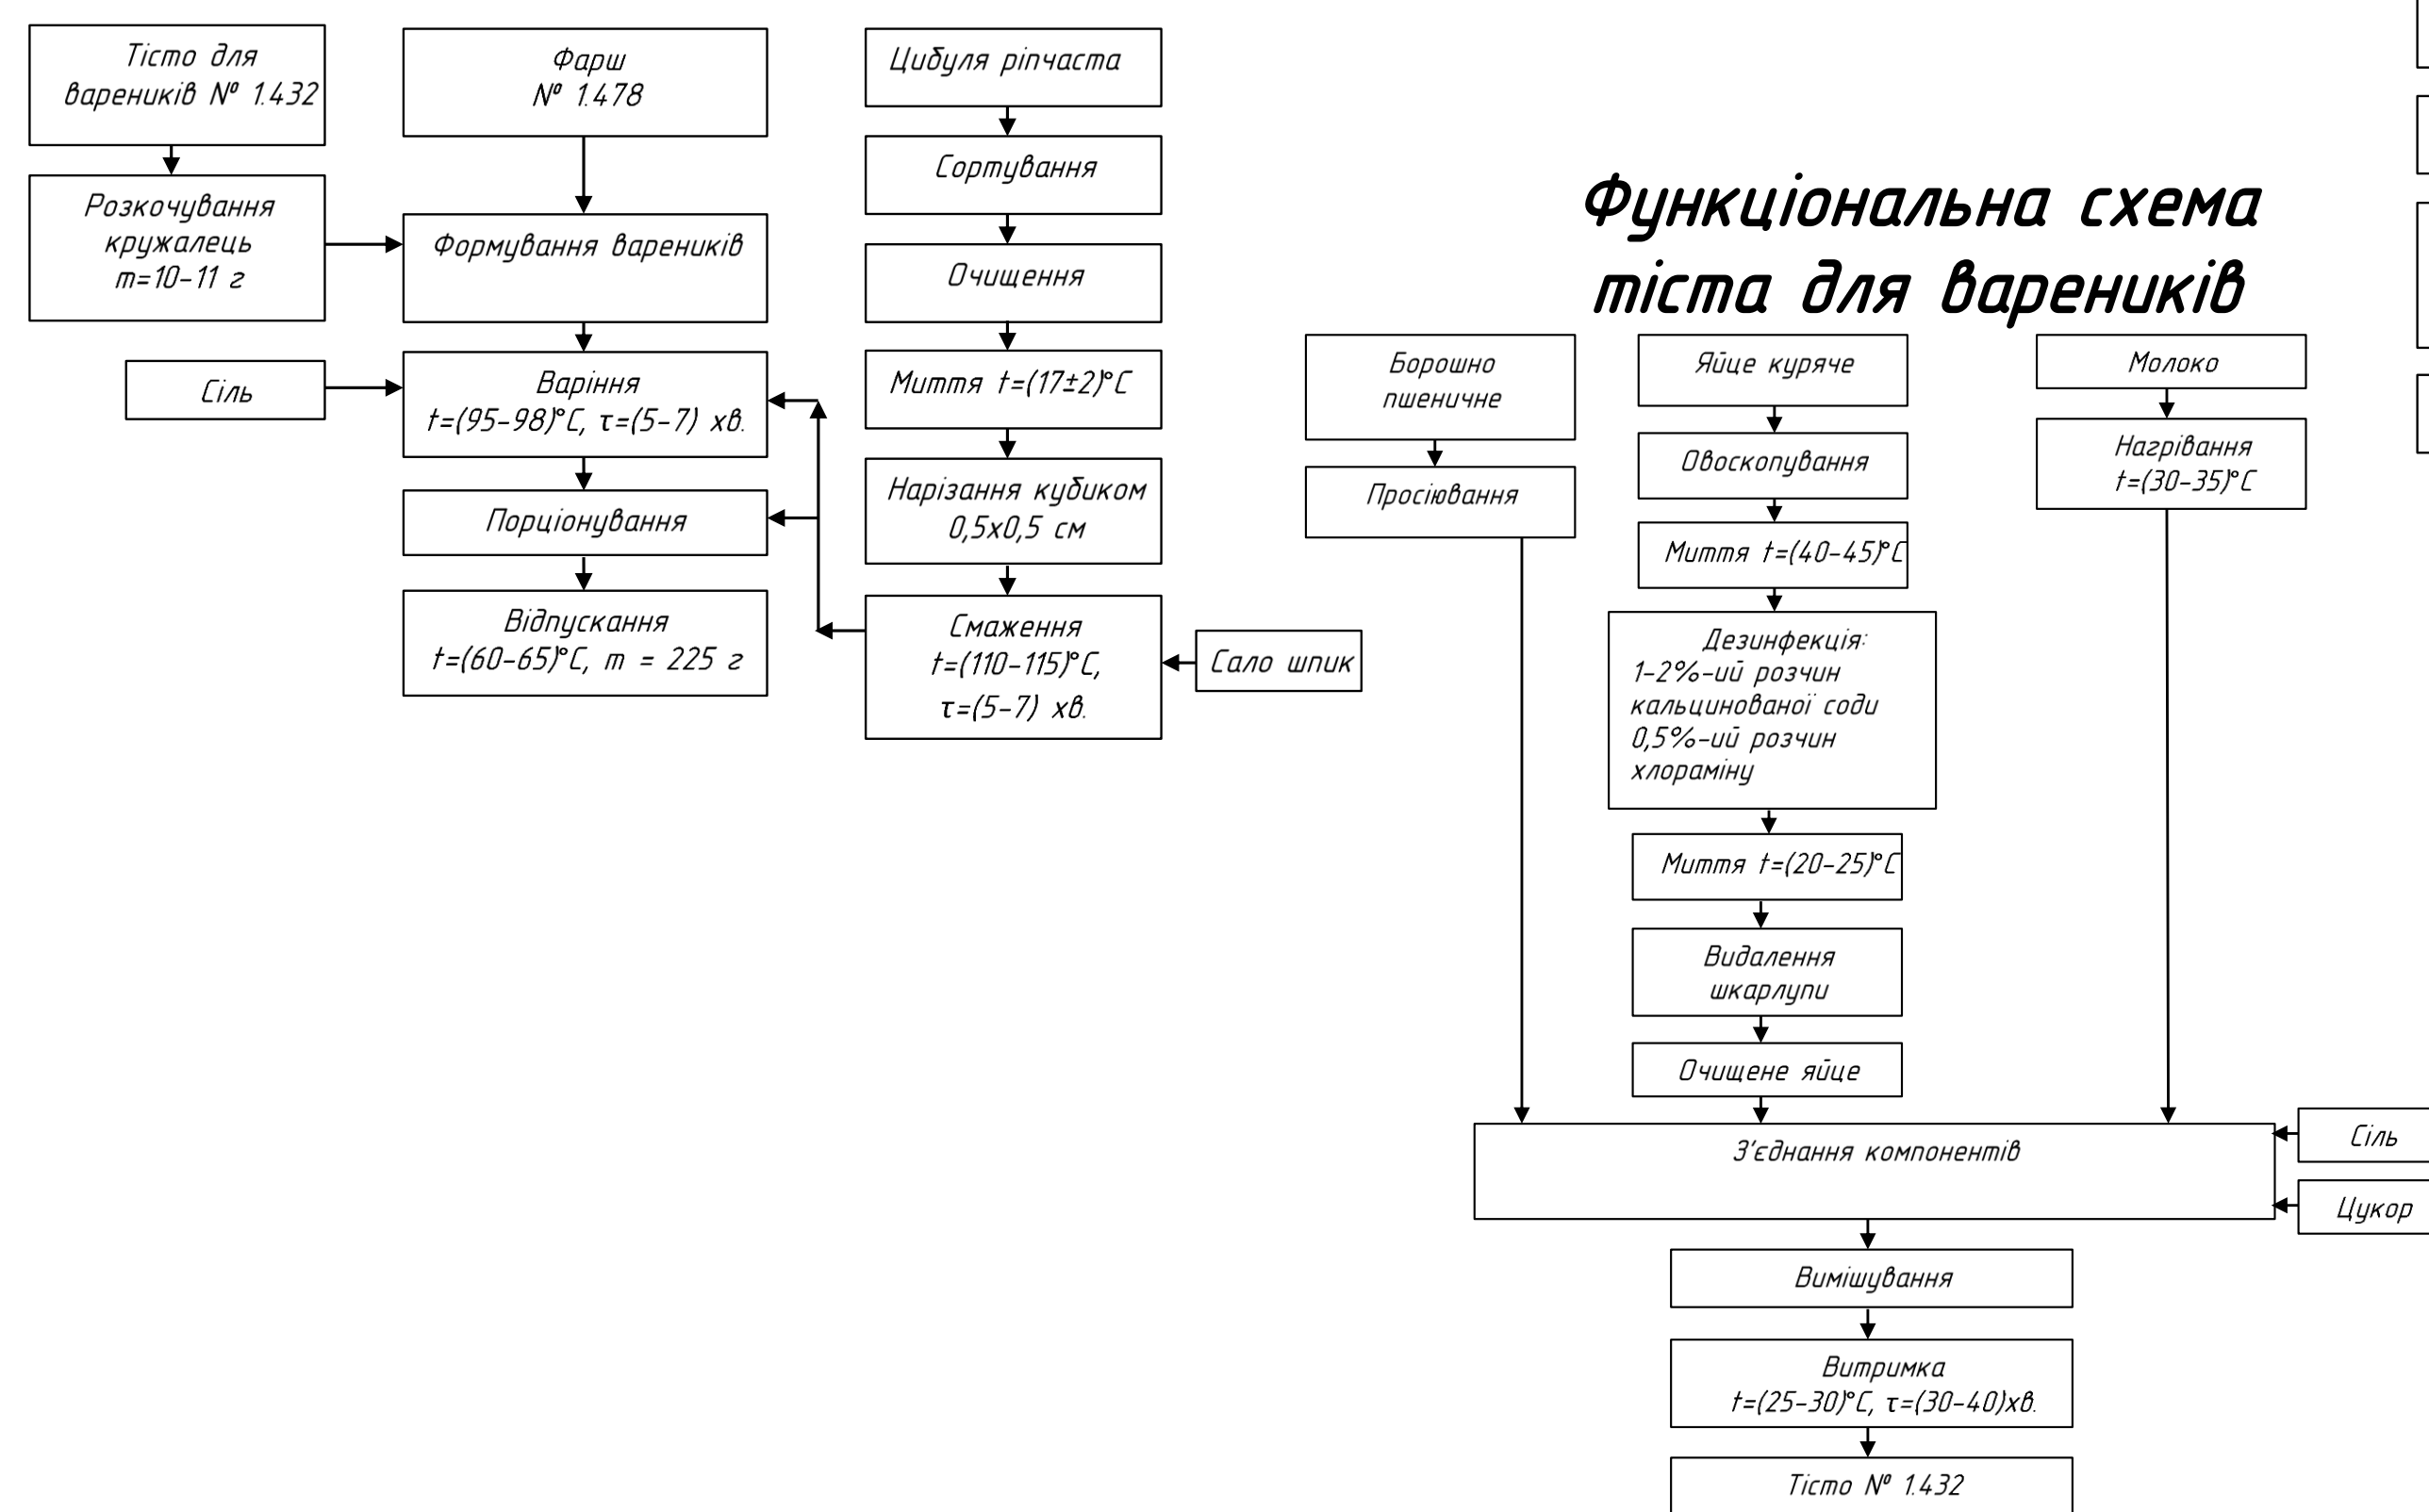 Тісто для
вареників № 1.432
Розкочування
кружалець
m=10-11 г
Сіль
Фарш
№ 1.478
Формування вареників
Варіння
t=(95-98)°С, τ=(5-7) хв.
Порціонування
Відпускання
t=(60-65)°С, m = 225 г
Цибуля ріпчаста
Сортування
Очищення
Миття t=(17±2)°С
Нарізання кубиком
0,5х0,5 см
Смаження
t=(110-115)°С,
τ=(5-7) хв.
Сало шпик
Функціональна схема
тіста для вареників
Борошно
пшеничне
Просіювання
Яйце куряче
Овоскопування
Миття t=(40-45)°С
Дезинфекція:
1-2%-ий розчин
кальцинованої соди
0,5%-ий розчин
хлораміну
Миття t=(20-25)°С
Видалення
шкарлупи
Очищене яйце
Молоко
Нагрівання
t=(30-35)°С
З'єднання компонентів
Сіль
Цукор
Вимішування
Витримка
t=(25-30)°С, τ=(30-40)хв.
Тісто № 1.432